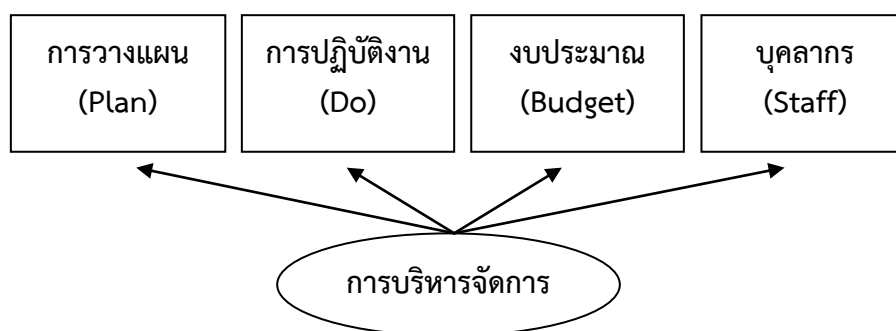 การวางแผน
(Plan)
การปฏิบัติงาน
(Do)
งบประมาณ
(Budget)
บุคลากร
(Staff)
การบริหารจัดการ